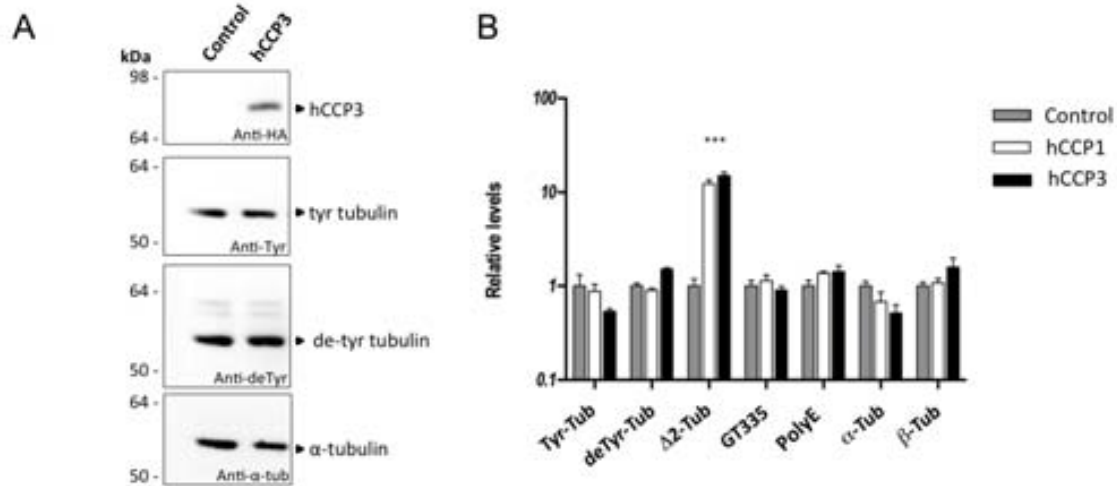 A
kDa
Control
hCCP3
98 -
hCCP3
64 -
Anti-HA
64 -
tyr tubulin
50 -
Anti-Tyr
64 -
de-tyr tubulin
50 -
Anti-deTyr
64 -
α-tubulin
50 -
Anti-α-tub
B
Relative levels
100
10
1
0.1
***
Tyr-Tub
deTyr-Tub
Δ2-Tub
GT335
PolyE
α-Tub
β-Tub
Control
hCCP1
hCCP3